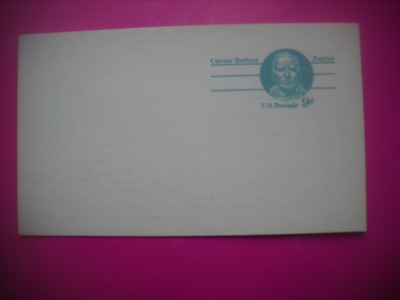 Caesar Rodney Patriot
U.S. Postage 9¢